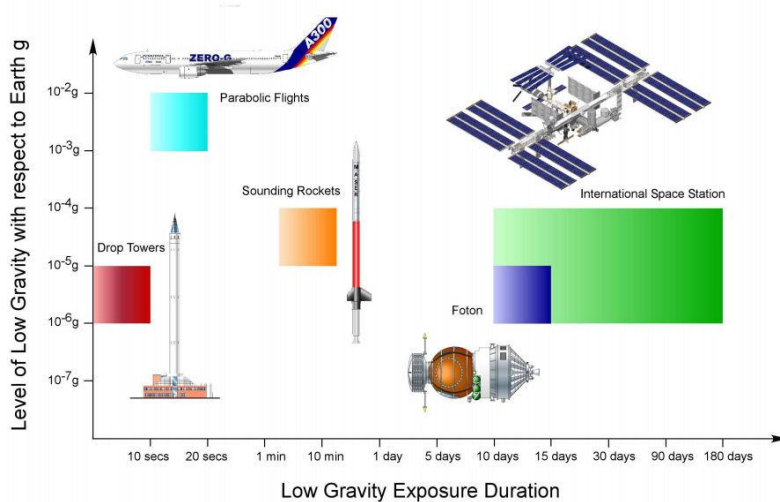 A300
ZERO-G
10-2g
Parabolic Flights
10-3g
Sounding Rockets
International Space Station
10-4g
Drop Towers
10-5g
Foton
10-6g
10-7g
Level of Low Gravity with respect to Earth g
10 secs
20 secs
1 min
10 min
1 day
5 days
10 days
15 days
30 days
90 days
180 days
Low Gravity Exposure Duration